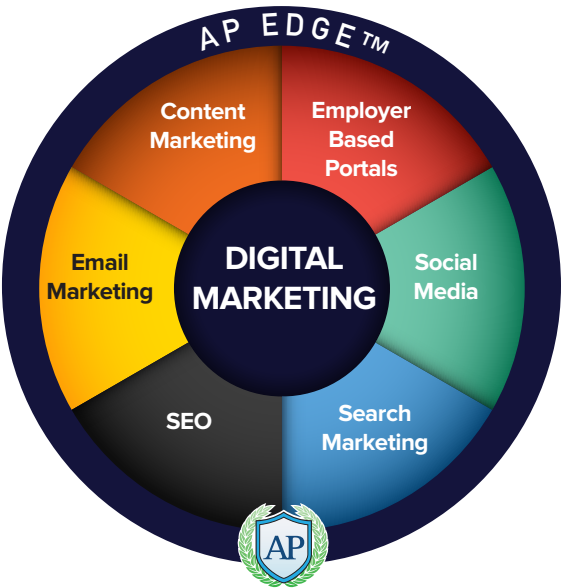 AP EDGE™
Content
Marketing
Employer
Based
Portals
Email
Marketing
DIGITAL
MARKETING
Social
Media
SEO
Search
Marketing
AP